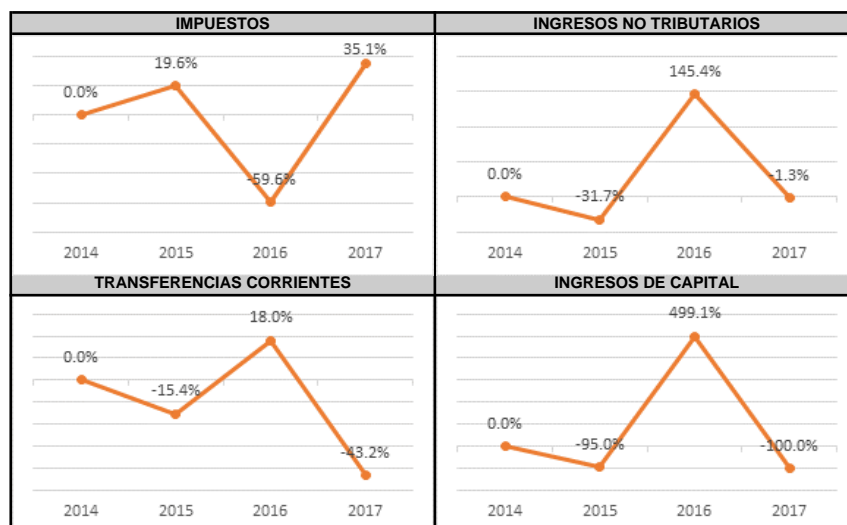 IMPUESTOS
35.1%
19.6%
0.0%
-59.6%
2014 2015 2016 2017
INGRESOS NO TRIBUTARIOS
145.4%
0.0%
-31.7%
-1.3%
2014 2015 2016 2017
TRANSFERENCIAS CORRIENTES
18.0%
0.0%
-15.4%
-43.2%
2014 2015 2016 2017
INGRESOS DE CAPITAL
499.1%
0.0%
-95.0%
-100.0%
2014 2015 2016 2017